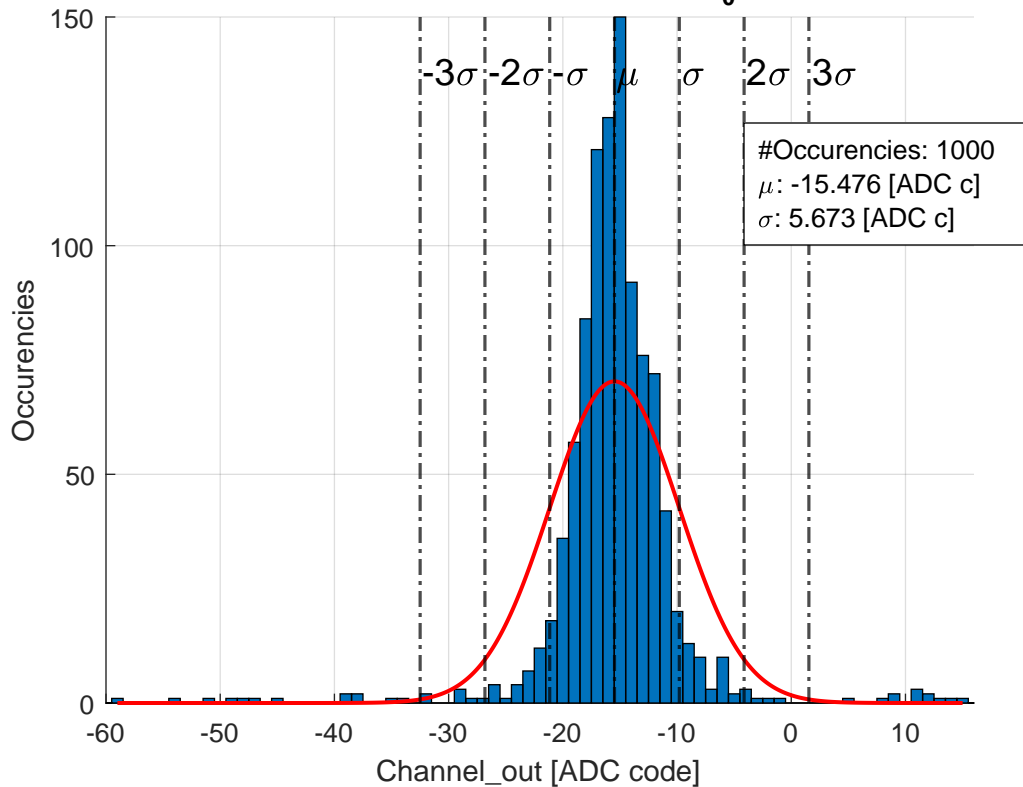 150
-3σ -2σ -σ μ σ 2σ 3σ
#Occurencies: 1000
μ: -15.476 [ADC c]
σ: 5.673 [ADC c]
100
Occurencies
50
0
-60 -50 -40 -30 -20 -10 0 10
Channel_out [ADC code]